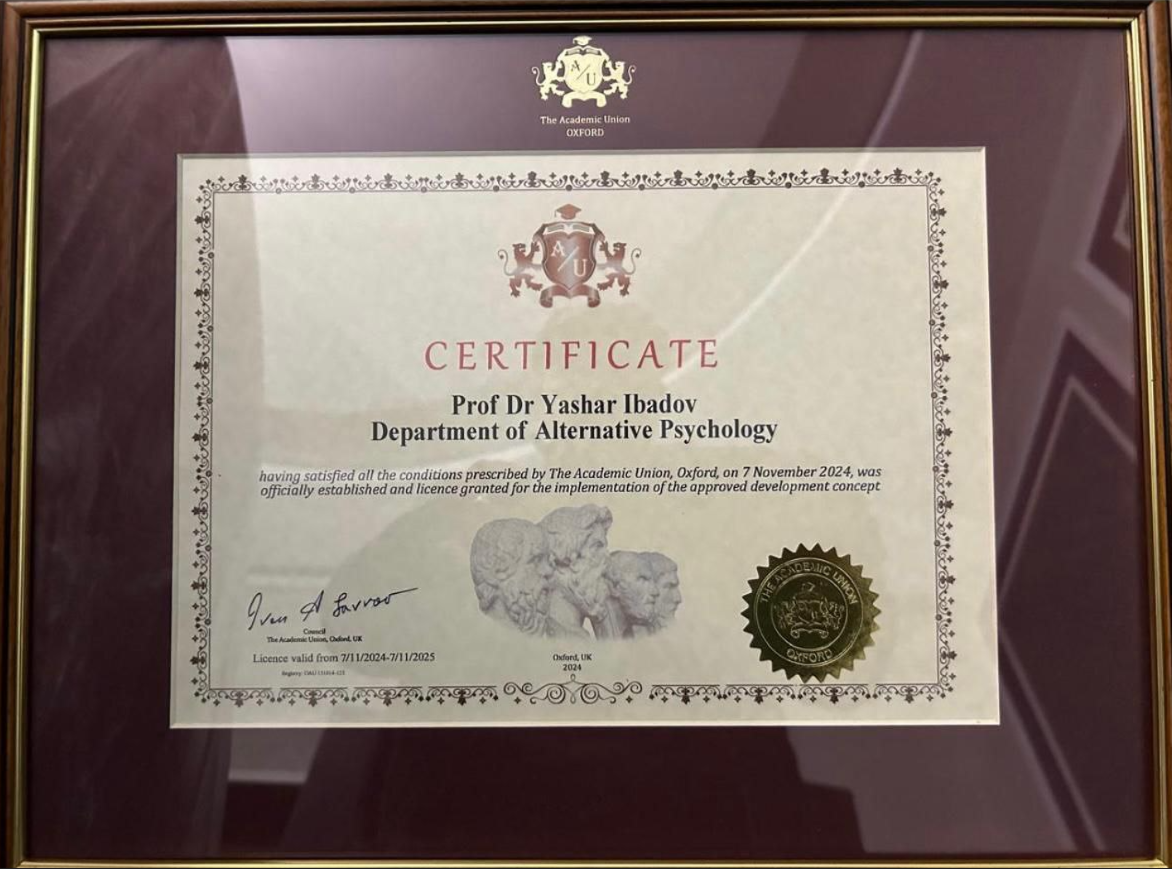 A U
The Academic Union
OXFORD
A U
CERTIFICATE
Prof Dr Yashar Ibadov
Department of Alternative Psychology
having satisfied all the conditions prescribed by The Academic Union, Oxford, on 7 November 2024, was
officially established and licence granted for the implementation of the approved development concept
Ivan A Savvov
Council
The Academic Union, Oxford, UK
Licence valid from 7/11/2024-7/11/2025
Registry:
Oxford, UK
2024
THE ACADEMIC UNION
OXFORD